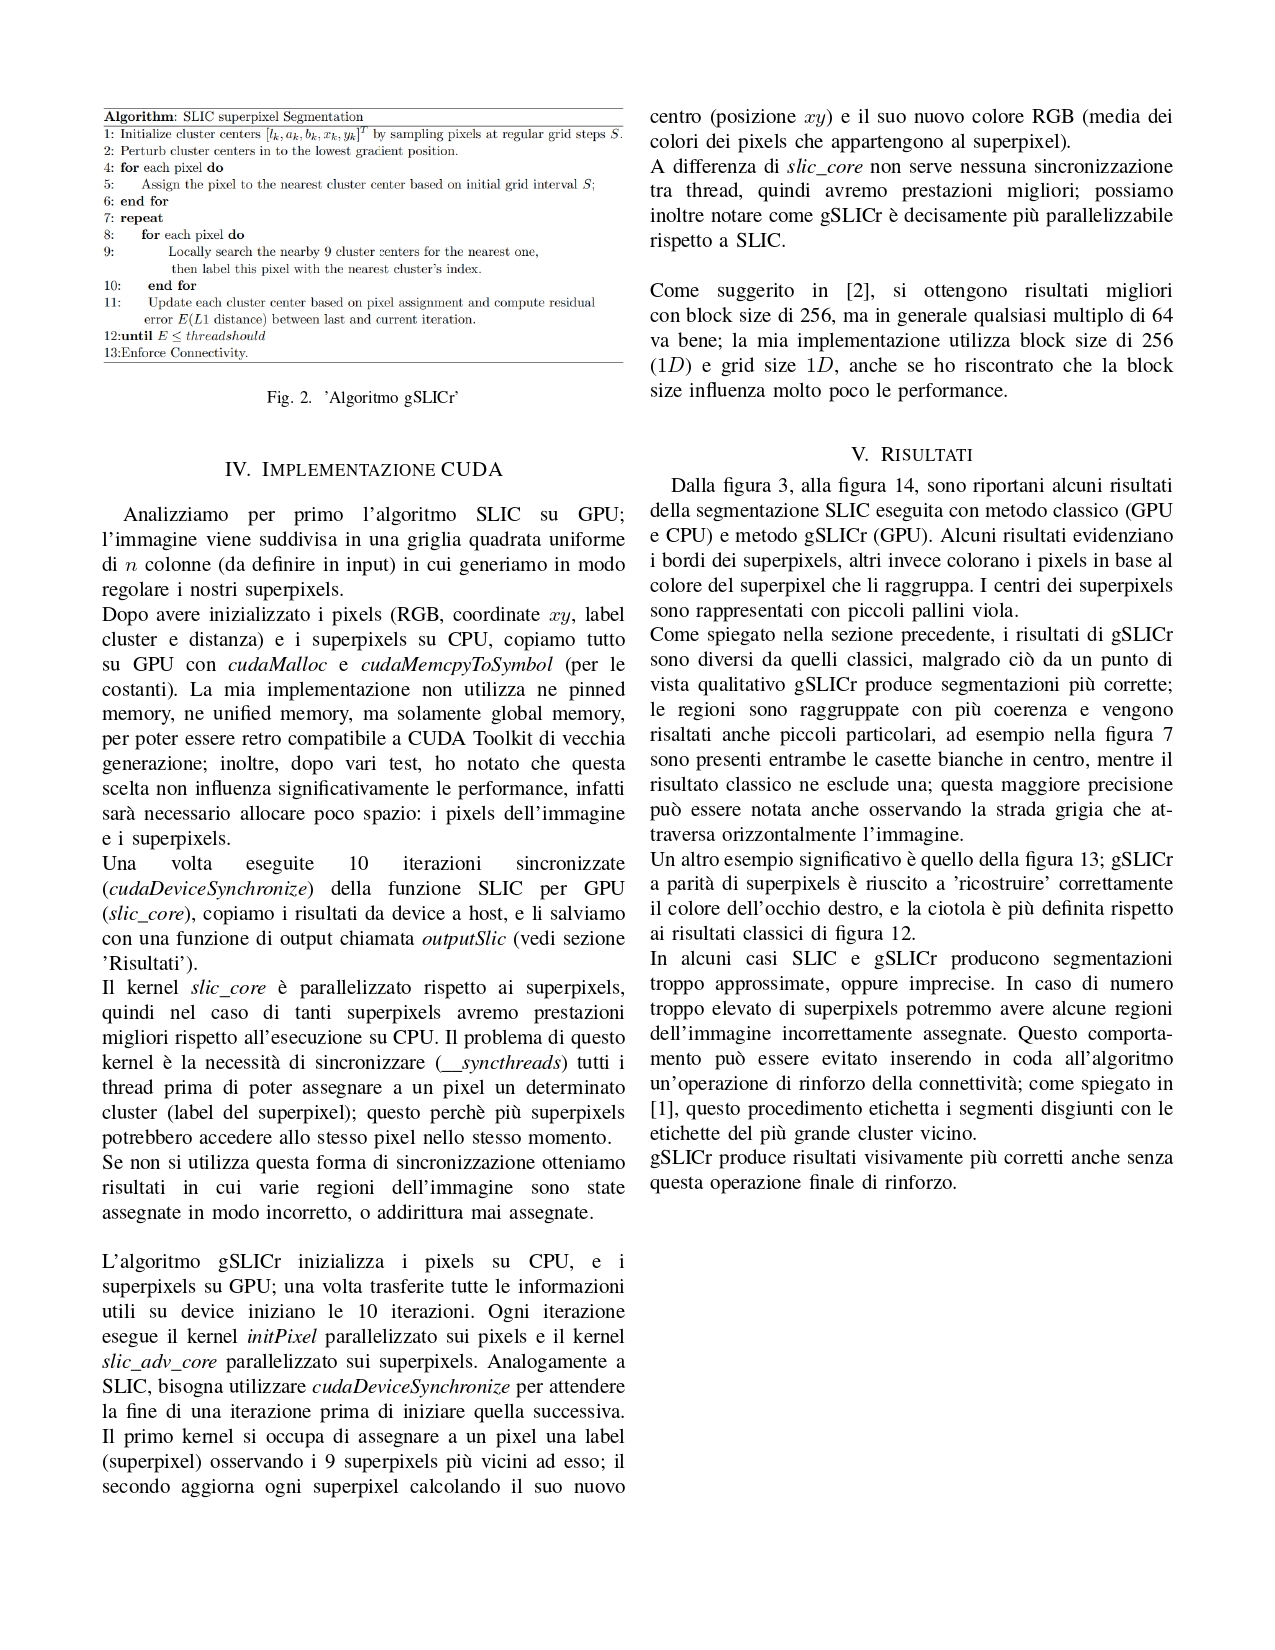 Algorithm: SLIC superpixel Segmentation
1: Initialize cluster centers [l_k, a_k, b_k, x_k, y_k]^T by sampling pixels at regular grid steps S.
2: Perturb cluster centers in to the lowest gradient position.
4: for each pixel do
5: Assign the pixel to the nearest cluster center based on initial grid interval S;
6: end for
7: repeat
8: for each pixel do
9: Locally search the nearby 9 cluster centers for the nearest one,
then label this pixel with the nearest cluster's index.
10: end for
11: Update each cluster center based on pixel assignment and compute residual
error E(L1 distance) between last and current iteration.
12:until E ≤ threadshould
13:Enforce Connectivity.
Fig. 2. 'Algoritmo gSLICr'
IV. IMPLEMENTAZIONE CUDA
Analizziamo per primo l'algoritmo SLIC su GPU;
l'immagine viene suddivisa in una griglia quadrata uniforme
di n colonne (da definire in input) in cui generiamo in modo
regolare i nostri superpixels.
Dopo avere inizializzato i pixels (RGB, coordinate xy, label
cluster e distanza) e i superpixels su CPU, copiamo tutto
su GPU con cudaMalloc e cudaMemcpyToSymbol (per le
costanti). La mia implementazione non utilizza ne pinned
memory, ne unified memory, ma solamente global memory,
per poter essere retro compatibile a CUDA Toolkit di vecchia
generazione; inoltre, dopo vari test, ho notato che questa
scelta non influenza significativamente le performance, infatti
sarà necessario allocare poco spazio: i pixels dell'immagine
e i superpixels.
Una volta eseguite 10 iterazioni sincronizzate
(cudaDeviceSynchronize) della funzione SLIC per GPU
(slic_core), copiamo i risultati da device a host, e li salviamo
con una funzione di output chiamata outputSlic (vedi sezione
'Risultati').
Il kernel slic_core è parallelizzato rispetto ai superpixels,
quindi nel caso di tanti superpixels avremo prestazioni
migliori rispetto all'esecuzione su CPU. Il problema di questo
kernel è la necessità di sincronizzare (__syncthreads) tutti i
thread prima di poter assegnare a un pixel un determinato
cluster (label del superpixel); questo perchè più superpixels
potrebbero accedere allo stesso pixel nello stesso momento.
Se non si utilizza questa forma di sincronizzazione otteniamo
risultati in cui varie regioni dell'immagine sono state
assegnate in modo incorretto, o addirittura mai assegnate.
L'algoritmo gSLICr inizializza i pixels su CPU, e i
superpixels su GPU; una volta trasferite tutte le informazioni
utili su device iniziano le 10 iterazioni. Ogni iterazione
esegue il kernel initPixel parallelizzato sui pixels e il kernel
slic_adv_core parallelizzato sui superpixels. Analogamente a
SLIC, bisogna utilizzare cudaDeviceSynchronize per attendere
la fine di una iterazione prima di iniziare quella successiva.
Il primo kernel si occupa di assegnare a un pixel una label
(superpixel) osservando i 9 superpixels più vicini ad esso; il
secondo aggiorna ogni superpixel calcolando il suo nuovo
centro (posizione xy) e il suo nuovo colore RGB (media dei
colori dei pixels che appartengono al superpixel).
A differenza di slic_core non serve nessuna sincronizzazione
tra thread, quindi avremo prestazioni migliori; possiamo
inoltre notare come gSLICr è decisamente più parallelizzabile
rispetto a SLIC.
Come suggerito in [2], si ottengono risultati migliori
con block size di 256, ma in generale qualsiasi multiplo di 64
va bene; la mia implementazione utilizza block size di 256
(1D) e grid size 1D, anche se ho riscontrato che la block
size influenza molto poco le performance.
V. RISULTATI
Dalla figura 3, alla figura 14, sono riportani alcuni risultati
della segmentazione SLIC eseguita con metodo classico (GPU
e CPU) e metodo gSLICr (GPU). Alcuni risultati evidenziano
i bordi dei superpixels, altri invece colorano i pixels in base al
colore del superpixel che li raggruppa. I centri dei superpixels
sono rappresentati con piccoli pallini viola.
Come spiegato nella sezione precedente, i risultati di gSLICr
sono diversi da quelli classici, malgrado ciò da un punto di
vista qualitativo gSLICr produce segmentazioni più corrette;
le regioni sono raggruppate con più coerenza e vengono
risaltati anche piccoli particolari, ad esempio nella figura 7
sono presenti entrambe le casette bianche in centro, mentre il
risultato classico ne esclude una; questa maggiore precisione
può essere notata anche osservando la strada grigia che at-
traversa orizzontalmente l'immagine.
Un altro esempio significativo è quello della figura 13; gSLICr
a parità di superpixels è riuscito a 'ricostruire' correttamente
il colore dell'occhio destro, e la ciotola è più definita rispetto
ai risultati classici di figura 12.
In alcuni casi SLIC e gSLICr producono segmentazioni
troppo approssimate, oppure imprecise. In caso di numero
troppo elevato di superpixels potremmo avere alcune regioni
dell'immagine incorrettamente assegnate. Questo comporta-
mento può essere evitato inserendo in coda all'algoritmo
un'operazione di rinforzo della connettività; come spiegato in
[1], questo procedimento etichetta i segmenti disgiunti con le
etichette del più grande cluster vicino.
gSLICr produce risultati visivamente più corretti anche senza
questa operazione finale di rinforzo.